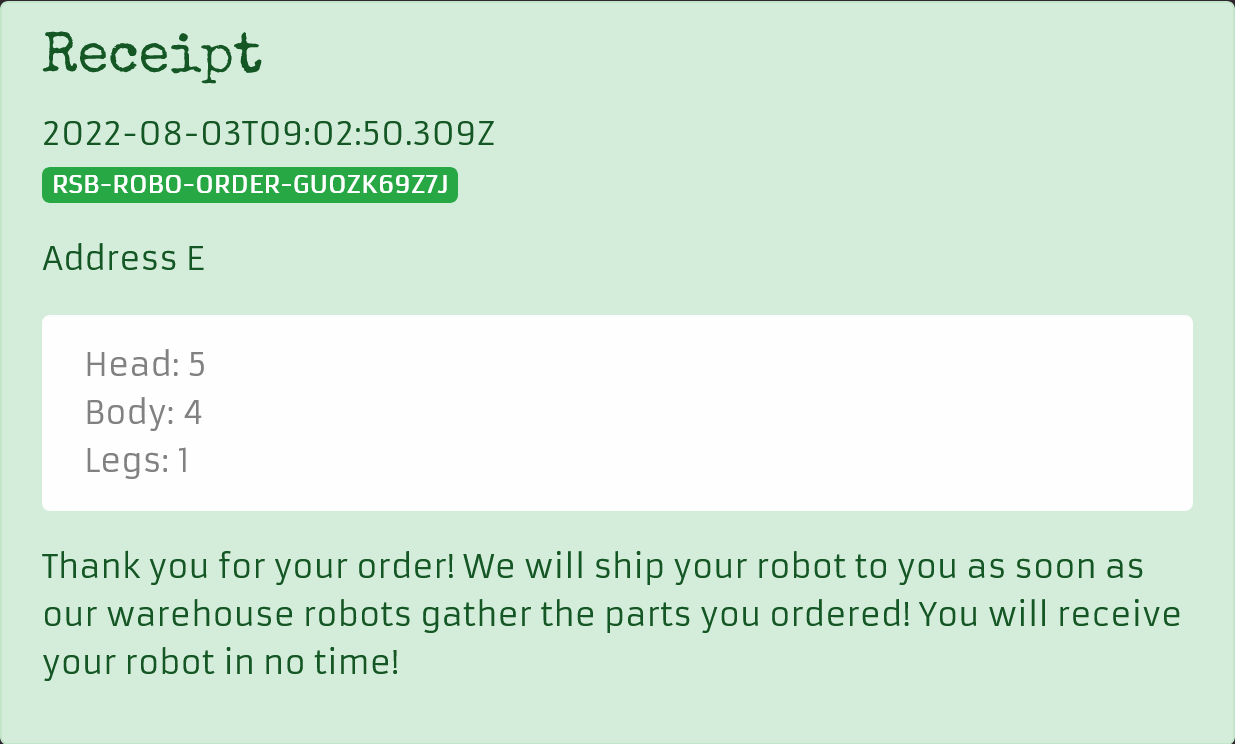 Receipt
2022-08-03T09:02:50.309Z
RSB-ROBO-ORDER-GUOZK69Z7J
Address E
Head: 5
Body: 4
Legs: 1
Thank you for your order! We will ship your robot to you as soon as
our warehouse robots gather the parts you ordered! You will receive
your robot in no time!